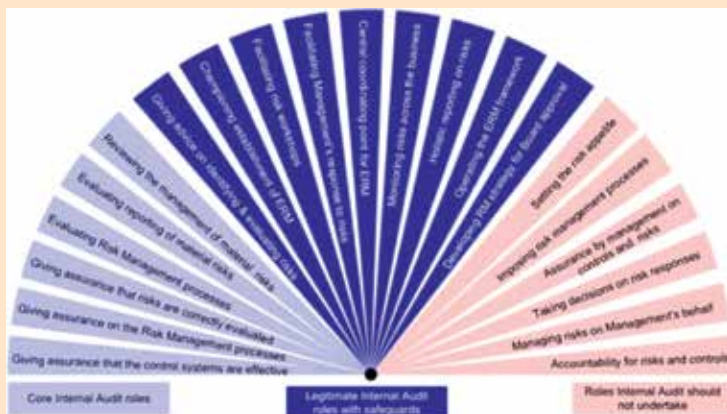 Giving assurance that the control systems are effective
Giving assurance on the Risk Management processes
Giving assurance that risks are correctly evaluated
Evaluating Risk Management processes
Evaluating reporting of material risks
Reviewing the management of material risks
Giving advice on identifying & evaluating risks
Championing establishment of ERM
Facilitating risk workshops
Facilitating Management's response to risks
Central coordinating point for ERM
Monitoring risks across the business
Holistic reporting on risks
Operating the ERM framework
Developing RM strategy for Board approval
Setting the risk appetite
Imposing risk management processes
Assurance by management on
controls and risks
Taking decisions on risk responses
Managing risks on Management's behalf
Accountability for risks and controls
Core Internal Audit roles
Legitimate Internal Audit
roles with safeguards
Roles Internal Audit should
not undertake